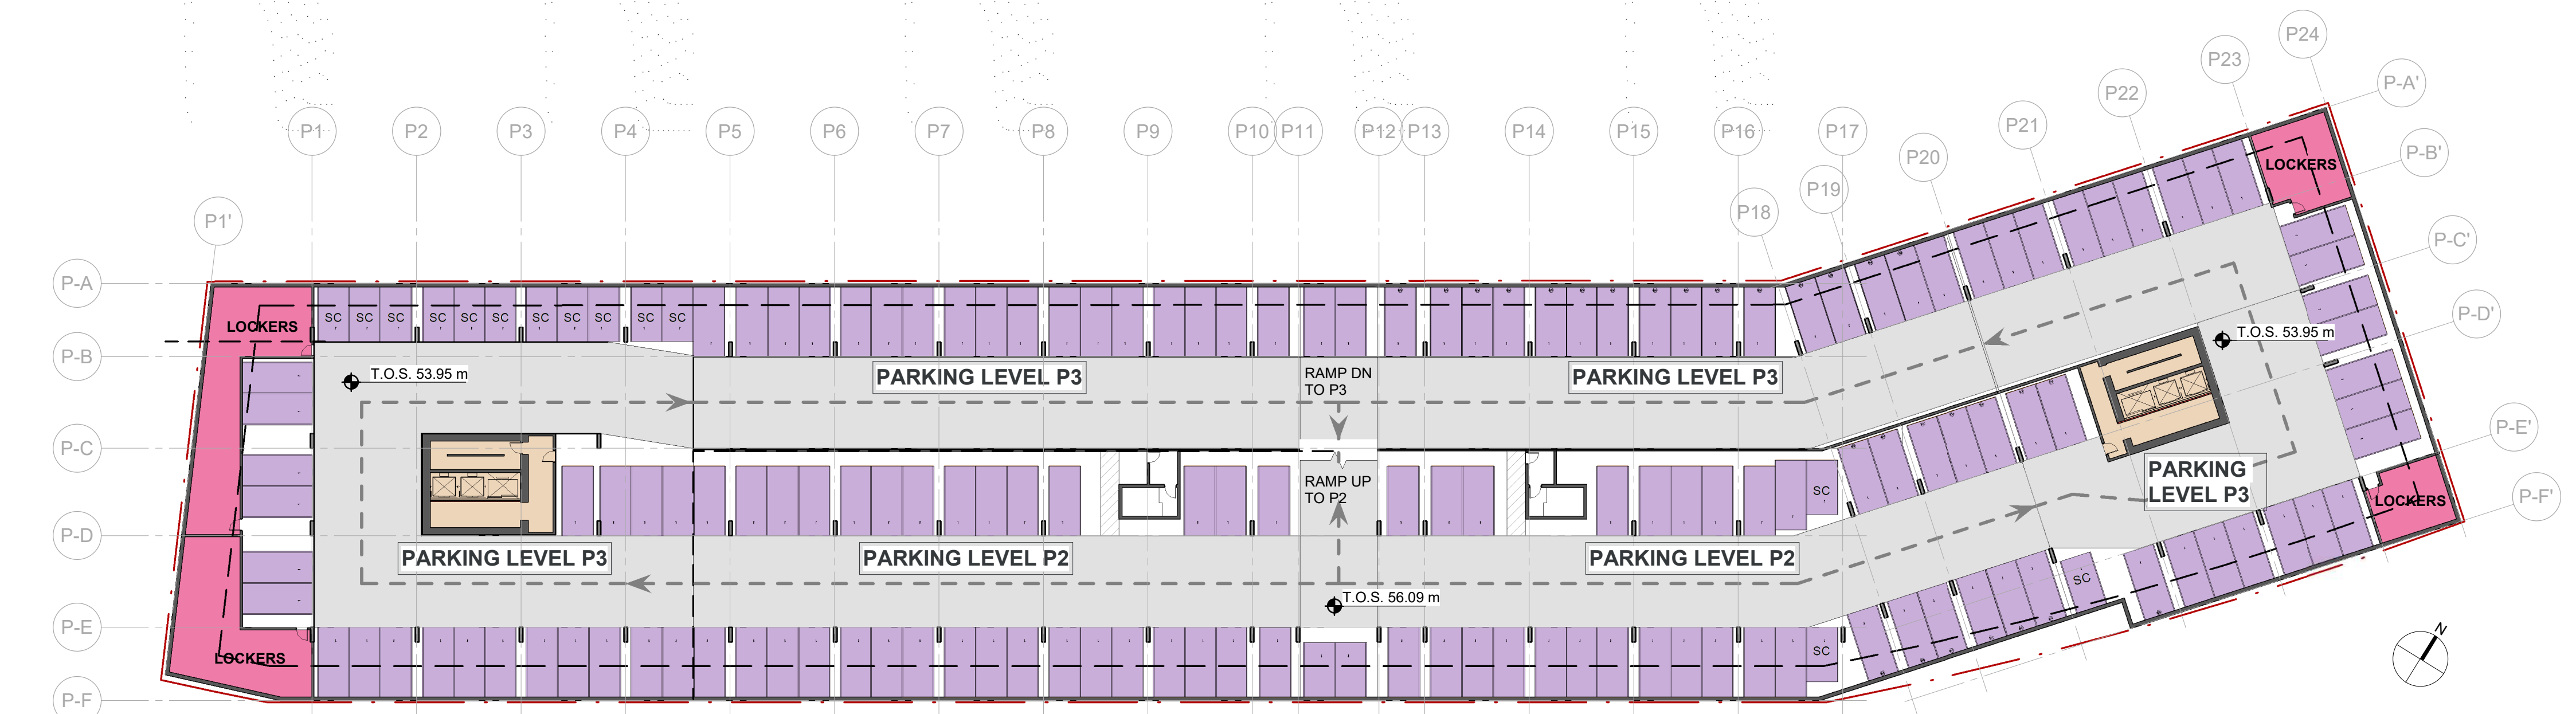 P24
P23
P-A'
P22
P21
P1
P2
P3
P4
P5
P6
P7
P8
P9
P10
P11
P12
P13
P14
P15
P16
P17
P20
P-B'
LOCKERS
P19
P18
P1'
P-C'
P-A
P-D'
LOCKERS
SC
SC
SC
SC
SC
SC
SC
SC
SC
SC
SC
T.O.S. 53.95 m
P-B
T.O.S. 53.95 m
PARKING LEVEL P3
RAMP DN
TO P3
PARKING LEVEL P3
P-C
P-E'
PARKING
LEVEL P3
RAMP UP
TO P2
SC
LOCKERS
P-F'
P-D
PARKING LEVEL P3
PARKING LEVEL P2
PARKING LEVEL P2
SC
T.O.S. 56.09 m
P-E
LOCKERS
SC
N
P-F